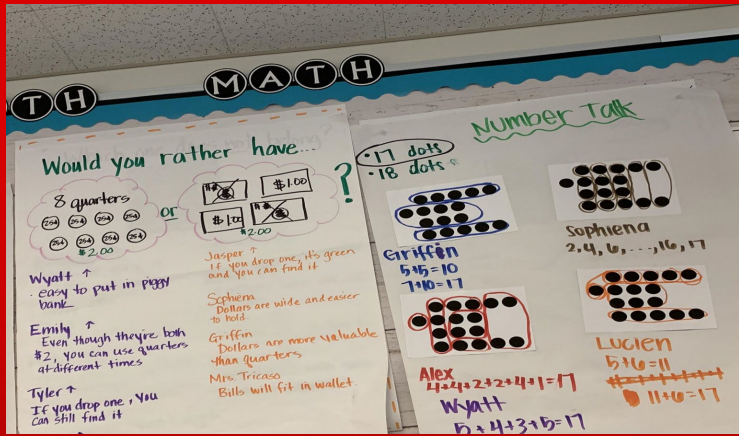 TH MATH
Would you rather have...
?
8 quarters
25¢ 25¢ 25¢ 25¢
25¢ 25¢ 25¢ 25¢
$2.00
or
$1.00
$1.00
$2.00
Wyatt ↑
· easy to put in piggy
bank
Emily ↑
Even though they're both
$2, you can use quarters
at different times
Tyler ↑
If you drop one, you
can still find it
Jasper ↑
If you drop one, it's green
and you can find it
Sophiena
Dollars are wide and easier
to hold.
Griffin
Dollars are more valuable
than quarters
Mrs. Tricaso
Bills will fit in wallet.
Number Talk
· 17 dots
· 18 dots
Griffin
5+5=10
7+10=17
Sophiena
2,4,6,...,16,17
Alex
4+4+2+2+4+1=17
Wyatt
5+4+3+5=17
Lucien
5+6=11
11+6=17